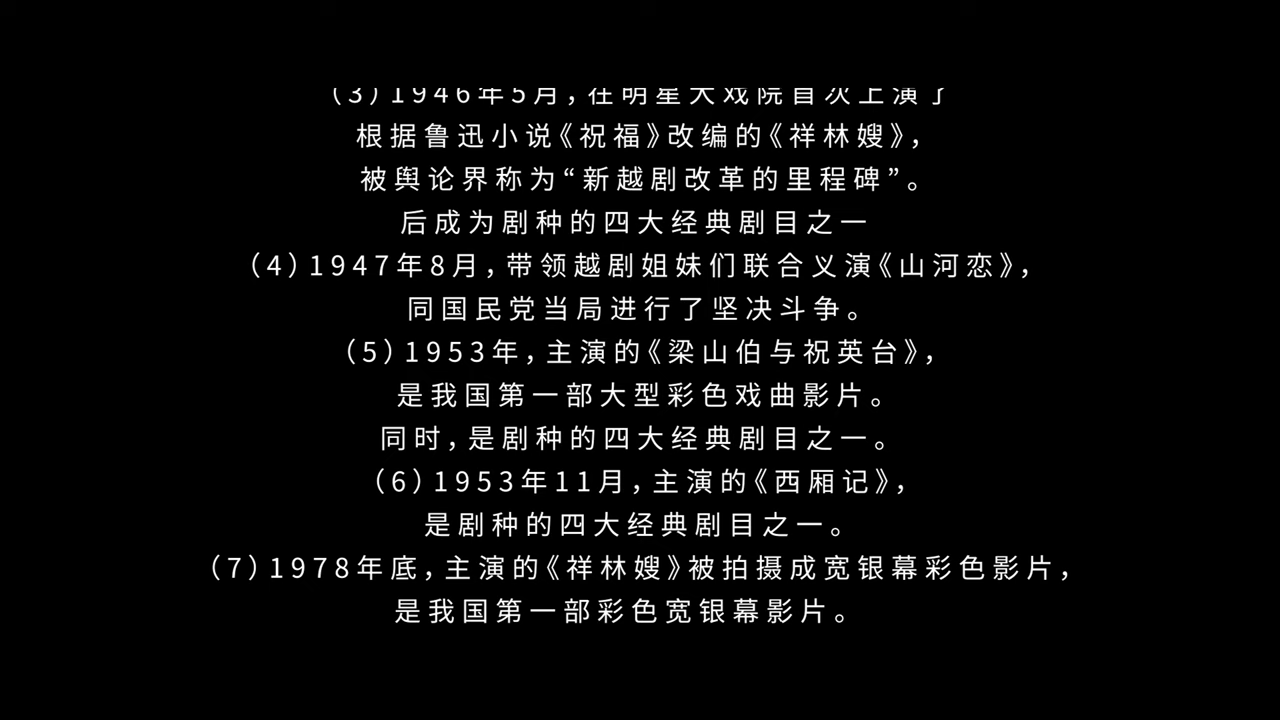 (3)1946年5月，在明星大戏院首次上演了
根据鲁迅小说《祝福》改编的《祥林嫂》，
被舆论界称为“新越剧改革的里程碑”。
后成为剧种的四大经典剧目之一
(4)1947年8月，带领越剧姐妹们联合义演《山河恋》，
同国民党当局进行了坚决斗争。
(5)1953年，主演的《梁山伯与祝英台》，
是我国第一部大型彩色戏曲影片。
同时，是剧种的四大经典剧目之一。
(6)1953年11月，主演的《西厢记》，
是剧种的四大经典剧目之一。
(7)1978年底，主演的《祥林嫂》被拍摄成宽银幕彩色影片，
是我国第一部彩色宽银幕影片。